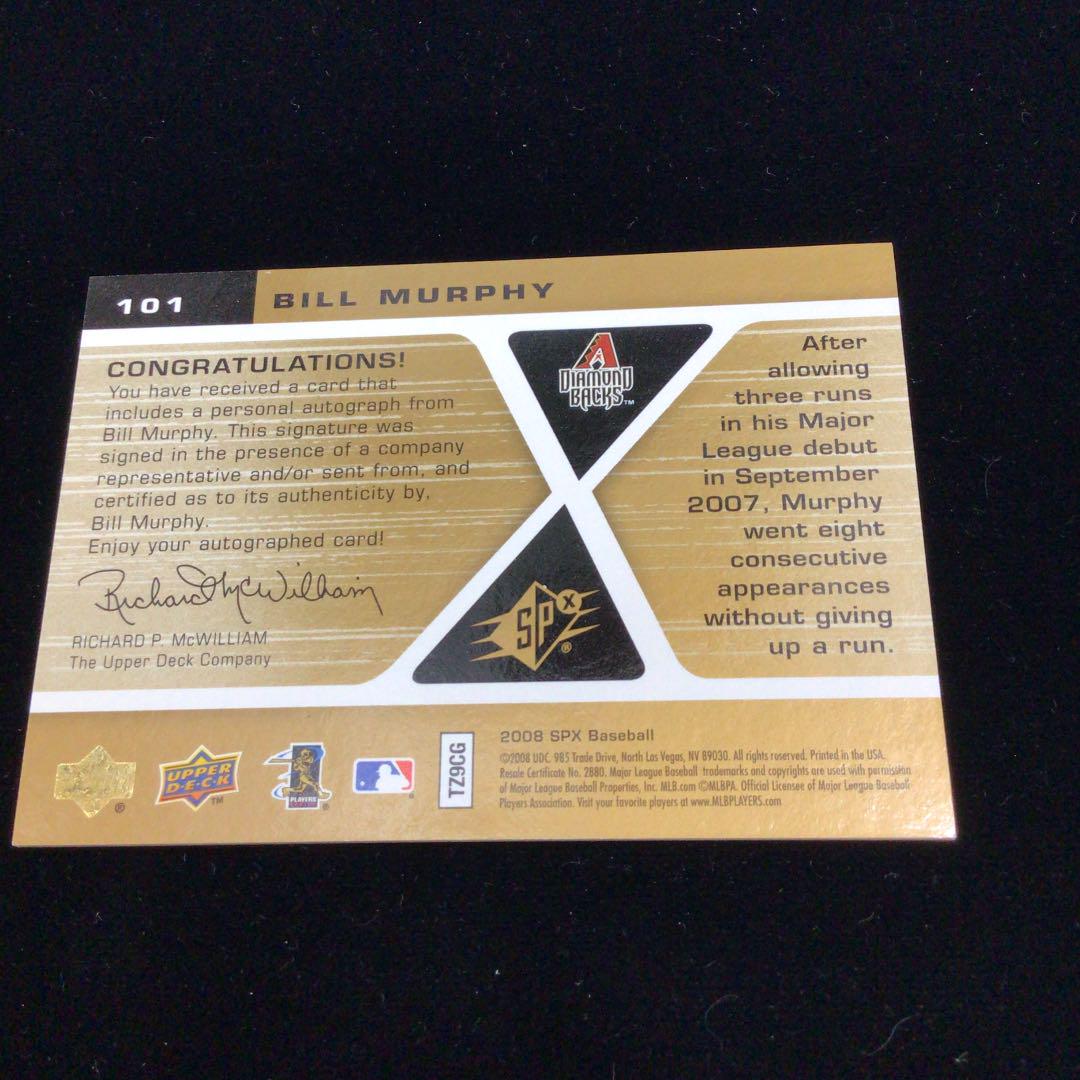 101
BILL MURPHY
CONGRATULATIONS!
You have received a card that
includes a personal autograph from
Bill Murphy. This signature was
signed in the presence of a company
representative and/or sent from, and
certified as to its authenticity by,
Bill Murphy.
Enjoy your autographed card!
Richard McWilliam
RICHARD P. McWILLIAM
The Upper Deck Company
DIAMOND
BACKS™
SPX®
After
allowing
three runs
in his Major
League debut
in September
2007, Murphy
went eight
consecutive
appearances
without giving
up a run.
®
UPPER
D·E·C·K
™
PLAYERS
®
TZ9CG
2008 SPX Baseball
©2008 UDC. 985 Trade Drive, North Las Vegas, NV 89030. All rights reserved. Printed in the USA.
Resale Certificate No. 2880. Major League Baseball trademarks and copyrights are used with permission
of Major League Baseball Properties, Inc. MLB.com ©MLBPA. Official Licensee of Major League Baseball
Players Association. Visit your favorite players at www.MLBPLAYERS.com